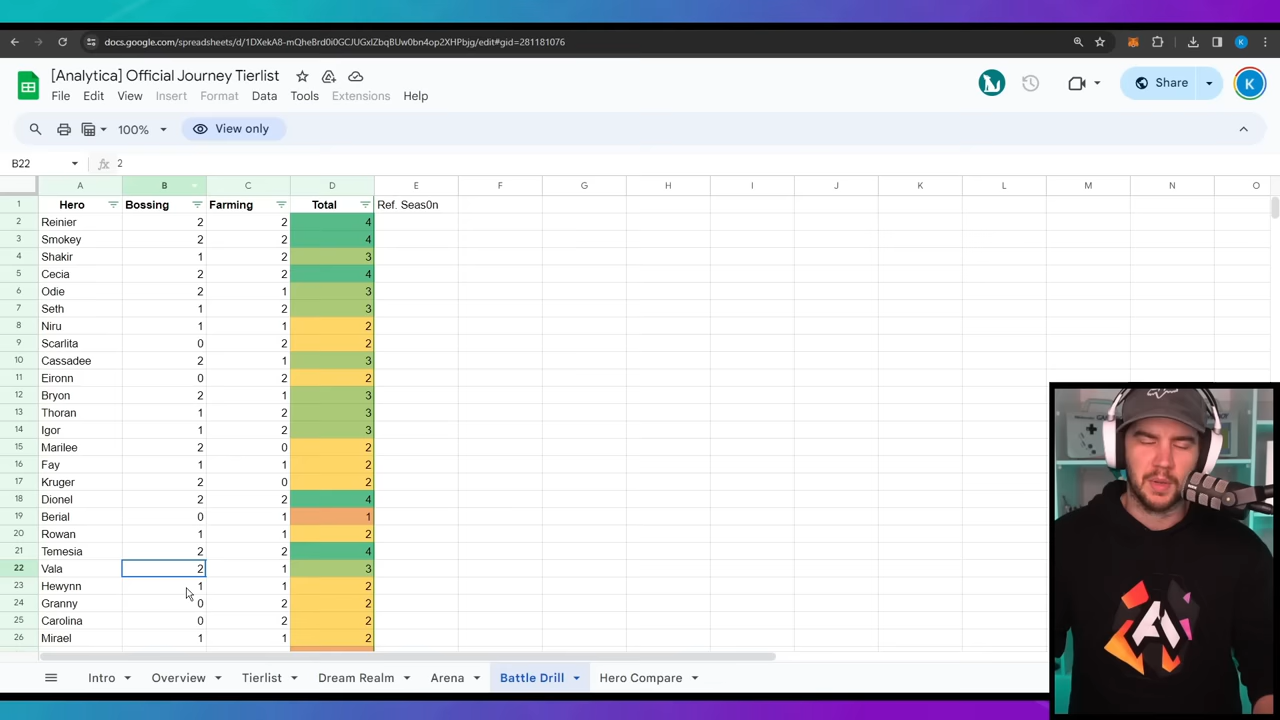 docs.google.com/spreadsheets/d/1DXekA8-mQheBrd0i0GCJUGxlZbqBUw0bn4op2XHPbjg/edit#gid=281181076
K
[Analytica] Official Journey Tierlist
File Edit View Insert Format Data Tools Extensions Help
Share
K
100%
View only
B22
fx 2
A B C D E F G H I J K L M N O
1 Hero Bossing Farming Total Ref. Seas0n
2 Reinier 2 2 4
3 Smokey 2 2 4
4 Shakir 1 2 3
5 Cecia 2 2 4
6 Odie 2 1 3
7 Seth 1 2 3
8 Niru 1 1 2
9 Scarlita 0 2 2
10 Cassadee 2 1 3
11 Eironn 0 2 2
12 Bryon 2 1 3
13 Thoran 1 2 3
14 Igor 1 2 3
15 Marilee 2 0 2
16 Fay 1 1 2
17 Kruger 2 0 2
18 Dionel 2 2 4
19 Berial 0 1 1
20 Rowan 1 1 2
21 Temesia 2 2 4
22 Vala 2 1 3
23 Hewynn 1 1 2
24 Granny 0 2 2
25 Carolina 0 2 2
26 Mirael 1 1 2
Intro Overview Tierlist Dream Realm Arena Battle Drill Hero Compare